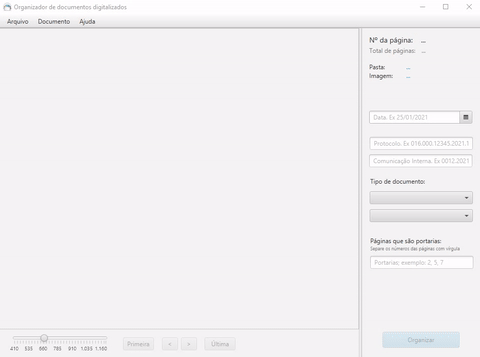 Organizador de documentos digitalizados
Arquivo Documento Ajuda
Nº da página: ...
Total de páginas: ...
Pasta: ...
Imagem: ...
Data. Ex 25/01/2021
Protocolo. Ex 016.000.12345.2021.1
Comunicação Interna. Ex 0012.2021
Tipo de documento:
Páginas que são portarias:
Separe os números das páginas com vírgula
Portarias; exemplo: 2, 5, 7
410 535 660 785 910 1.035 1.160
Primeira < > Última
Organizar